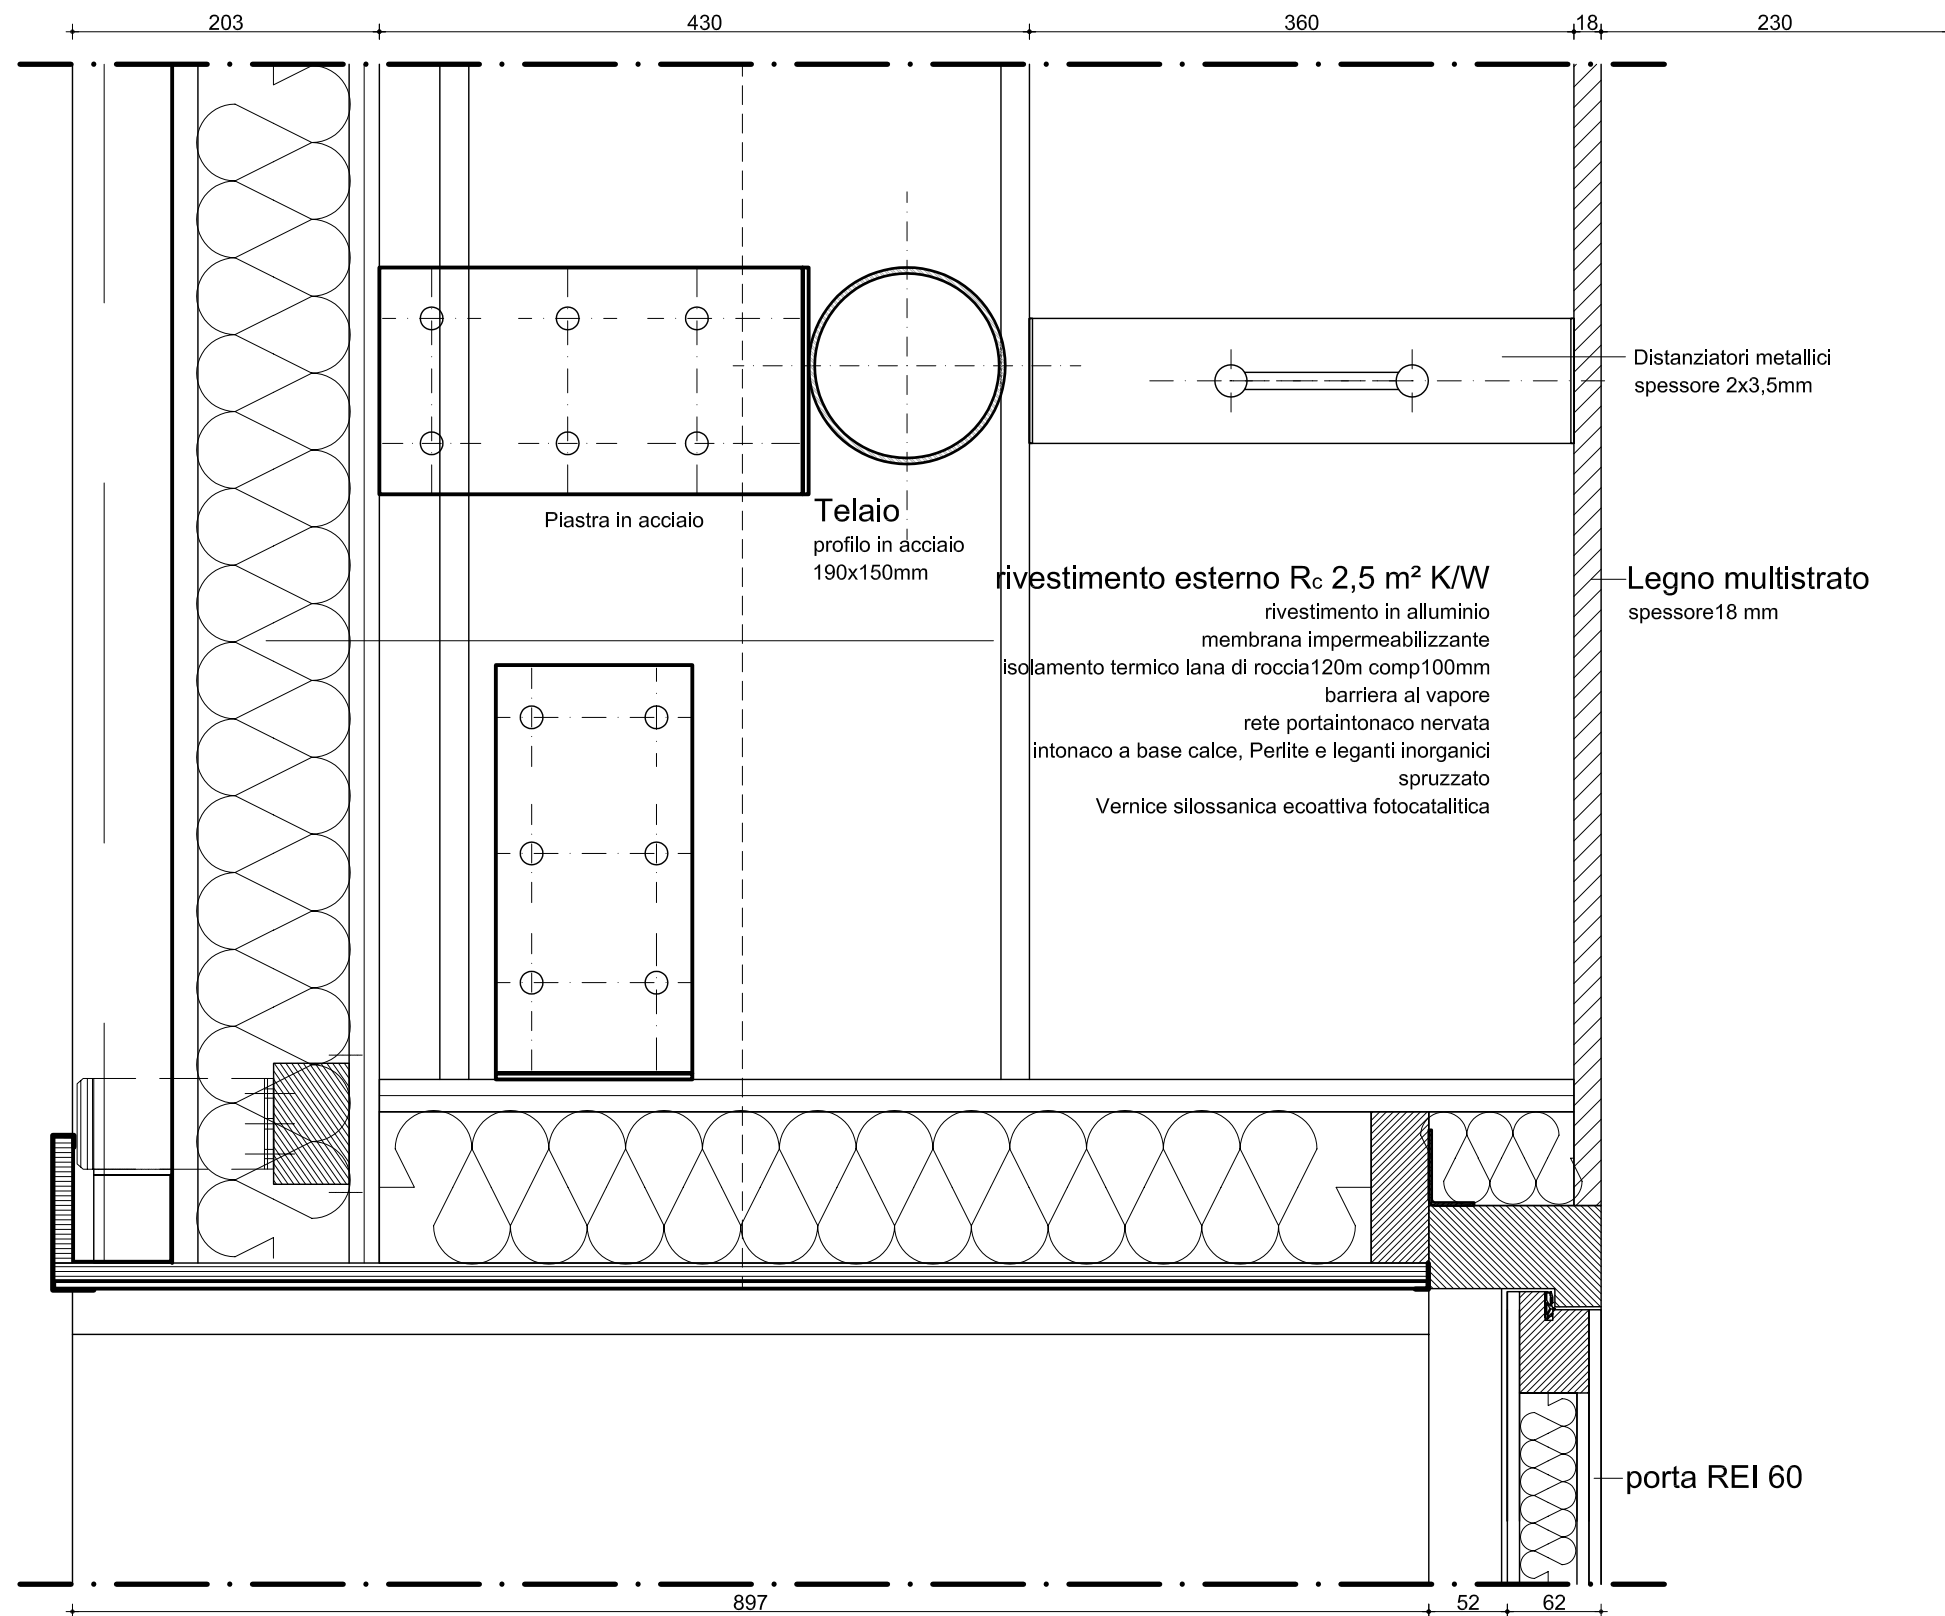 203 430 360 18 230
Distanziatori metallici
spessore 2x3,5mm
Piastra in acciaio
Telaio
profilo in acciaio
190x150mm
rivestimento esterno Rc 2,5 m² K/W
rivestimento in alluminio
membrana impermeabilizzante
isolamento termico lana di roccia120m comp100mm
barriera al vapore
rete portaintonaco nervata
intonaco a base calce, Perlite e leganti inorganici
spruzzato
Vernice silossanica ecoattiva fotocatalitica
Legno multistrato
spessore18 mm
porta REI 60
897 52 62